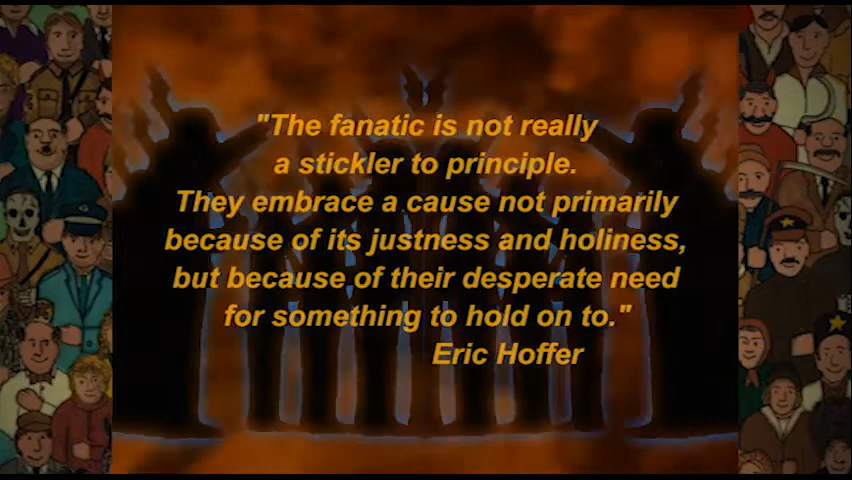 "The fanatic is not really
a stickler to principle.
They embrace a cause not primarily
because of its justness and holiness,
but because of their desperate need
for something to hold on to."
Eric Hoffer